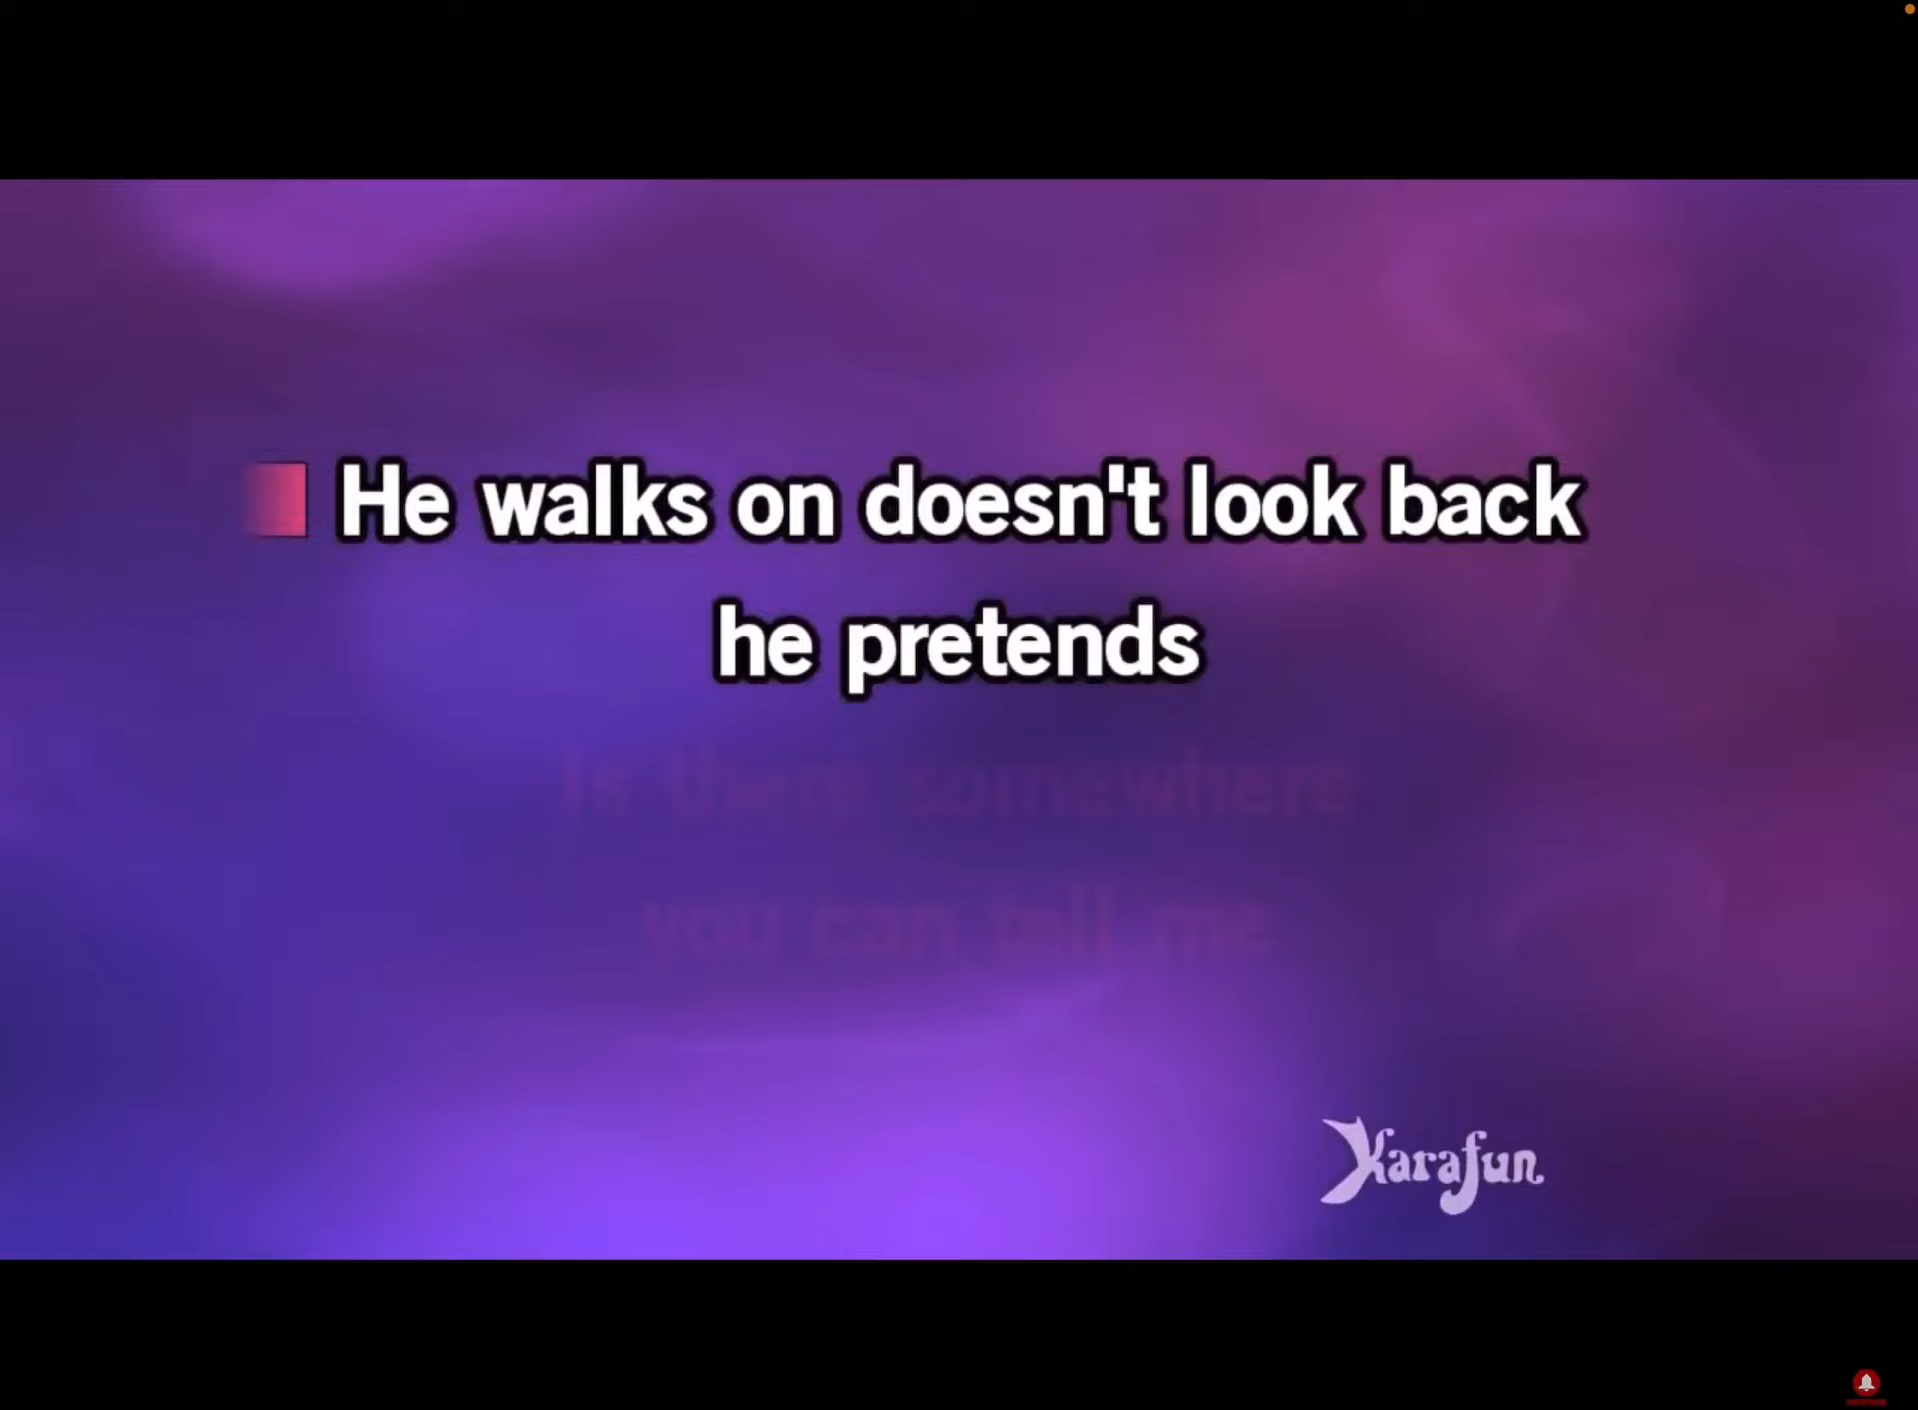 He walks on doesn't look back
he pretends
Is there somewhere
you can tell me
Karafun